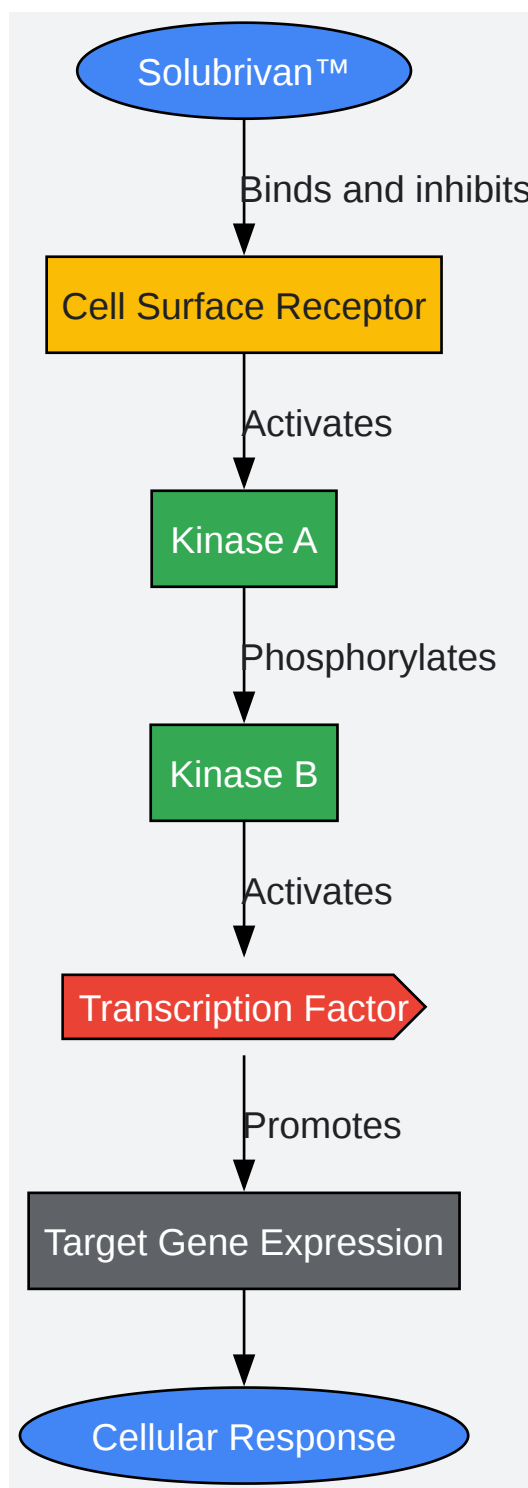 Solubrivan™
Binds and inhibits
Cell Surface Receptor
Activates
Kinase A
Phosphorylates
Kinase B
Activates
Transcription Factor
Promotes
Target Gene Expression
Cellular Response